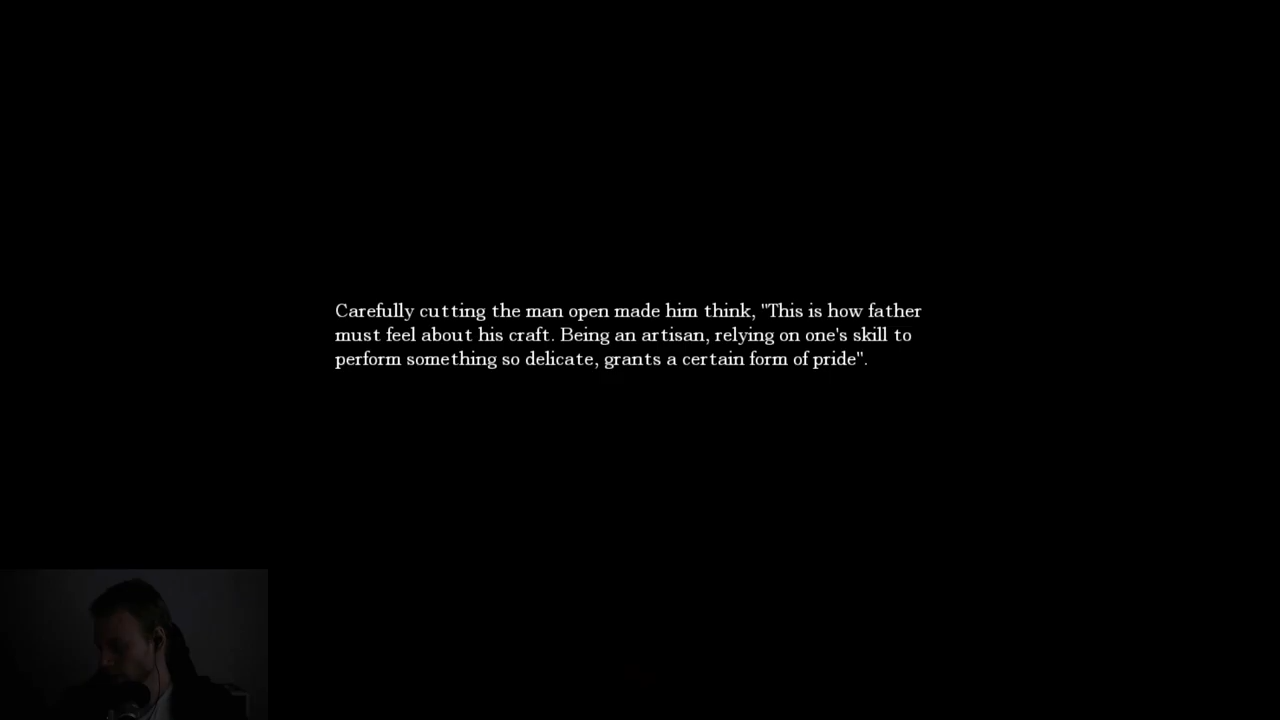 Carefully cutting the man open made him think, "This is how father
must feel about his craft. Being an artisan, relying on one's skill to
perform something so delicate, grants a certain form of pride".